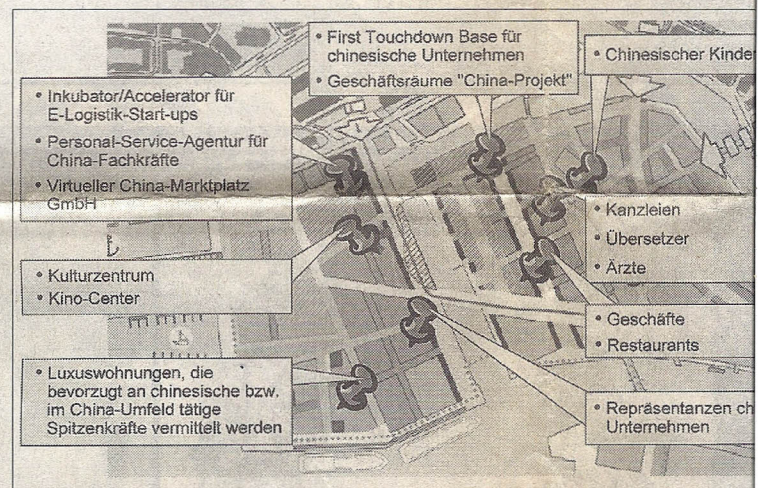 • First Touchdown Base für
chinesische Unternehmen
• Geschäftsräume "China-Projekt"
• Chinesischer Kinder
• Inkubator/Accelerator für
E-Logistik-Start-ups
• Personal-Service-Agentur für
China-Fachkräfte
• Virtueller China-Marktplatz
GmbH
• Kanzleien
• Übersetzer
• Ärzte
• Kulturzentrum
• Kino-Center
• Geschäfte
• Restaurants
• Luxuswohnungen, die
bevorzugt an chinesische bzw.
im China-Umfeld tätige
Spitzenkräfte vermittelt werden
• Repräsentanzen ch
Unternehmen